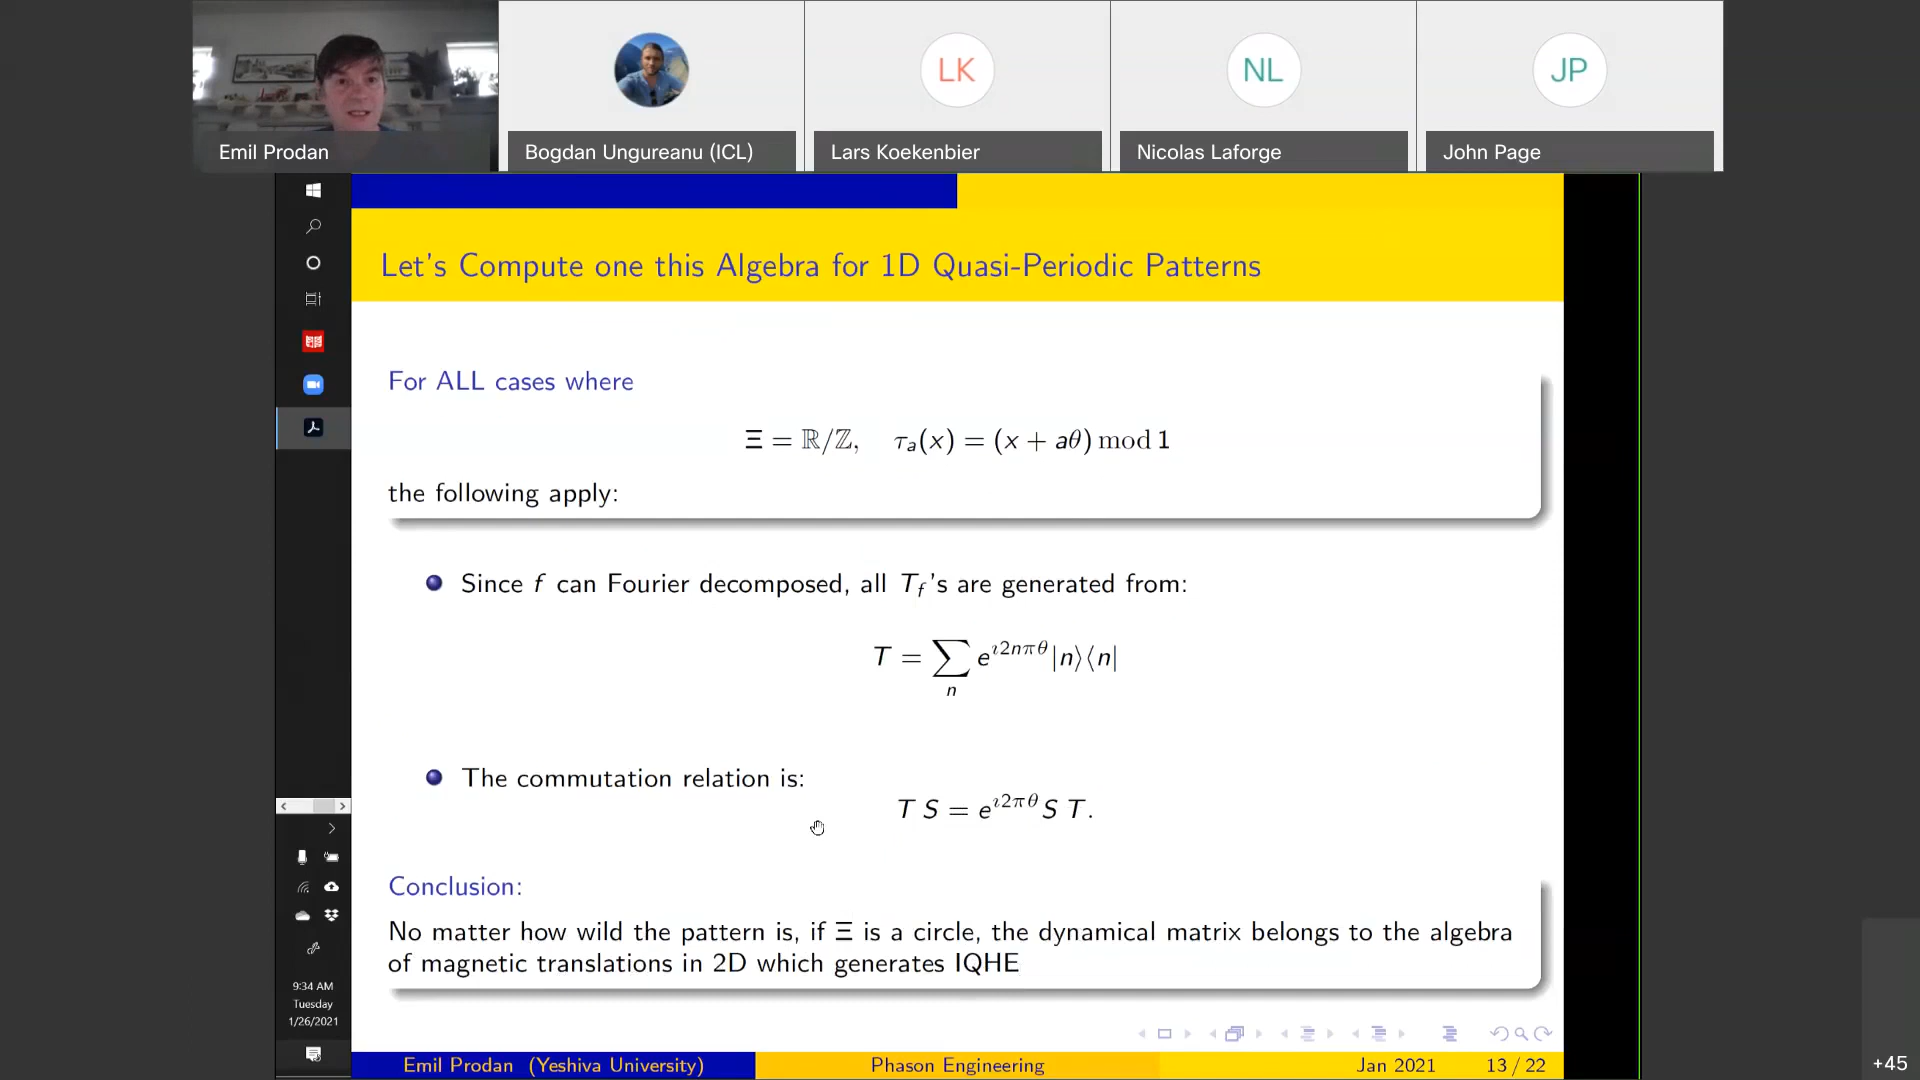 LK
NL
JP
Emil Prodan
Bogdan Ungureanu (ICL)
Lars Koekenbier
Nicolas Laforge
John Page
Let's Compute one this Algebra for 1D Quasi-Periodic Patterns
For ALL cases where
Ξ = ℝ/ℤ, τₐ(x) = (x + aθ) mod 1
the following apply:
Since f can Fourier decomposed, all T_f's are generated from:
T = ∑_n e^{ı2nπθ} |n⟩⟨n|
The commutation relation is:
T S = e^{ı2πθ} S T.
Conclusion:
No matter how wild the pattern is, if Ξ is a circle, the dynamical matrix belongs to the algebra
of magnetic translations in 2D which generates IQHE
9:34 AM
Tuesday
1/26/2021
Emil Prodan (Yeshiva University)
Phason Engineering
Jan 2021
13 / 22
+45